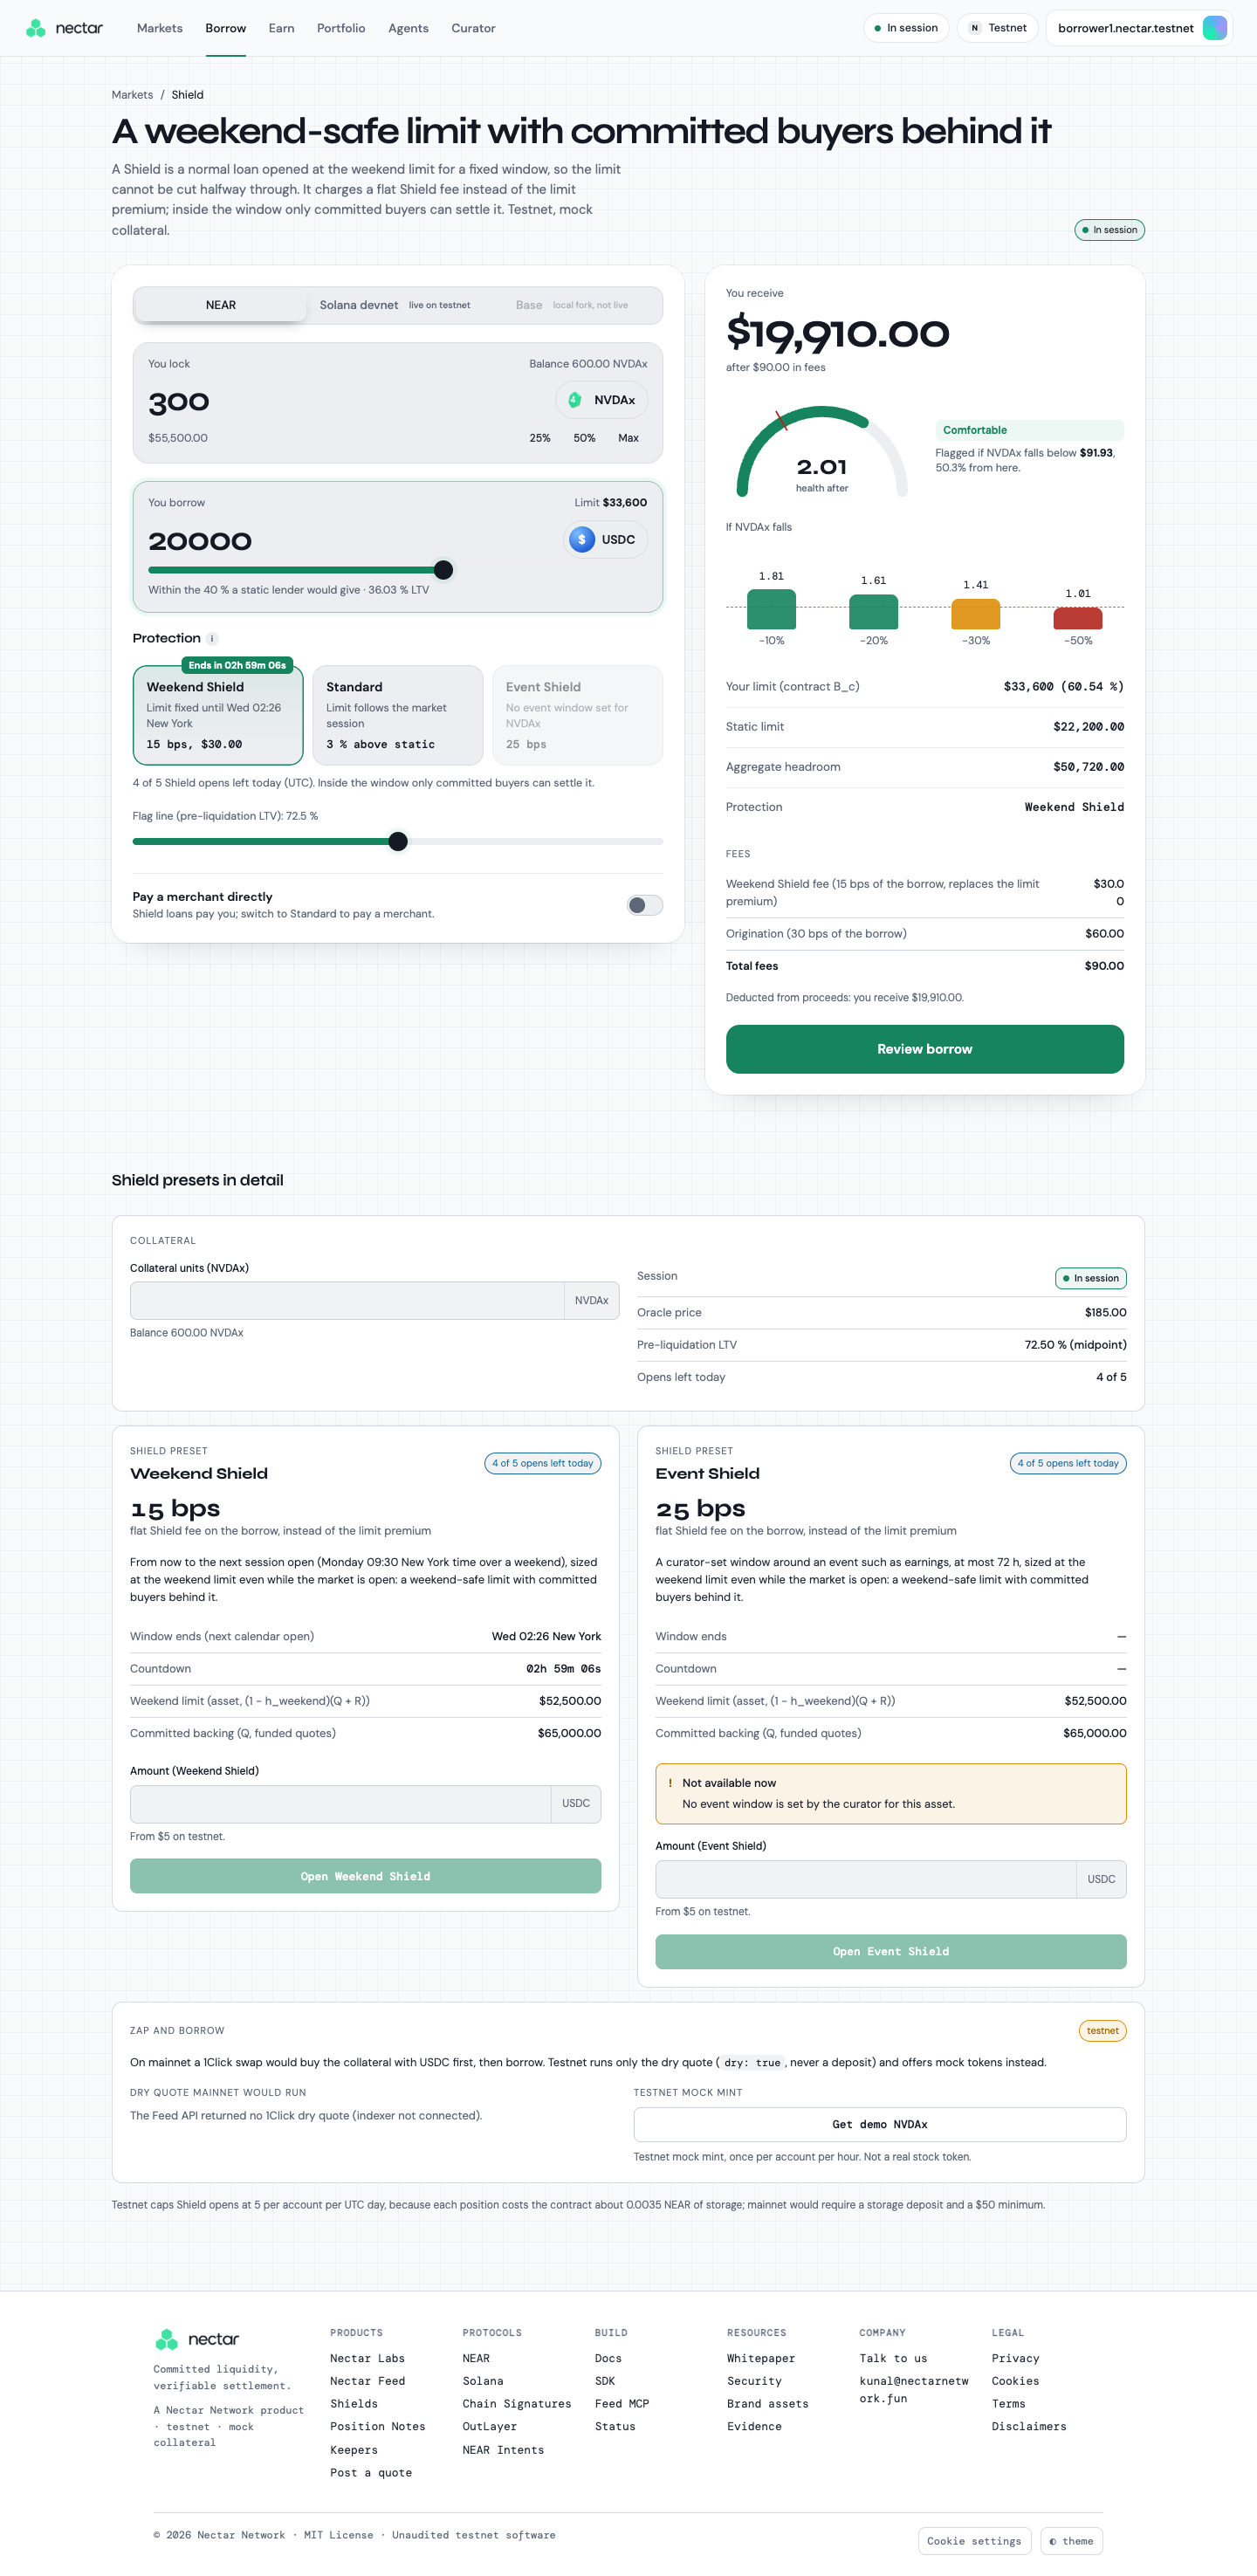 nectar
Markets Borrow Earn Portfolio Agents Curator
In session
N Testnet
borrower1.nectar.testnet
Markets / Shield
A weekend-safe limit with committed buyers behind it
A Shield is a normal loan opened at the weekend limit for a fixed window, so the limit
cannot be cut halfway through. It charges a flat Shield fee instead of the limit
premium; inside the window only committed buyers can settle it. Testnet, mock
collateral.
In session
NEAR
Solana devnet live on testnet
Base local fork, not live
You lock
Balance 600.00 NVDAx
300
NVDAx
$55,500.00
25% 50% Max
You borrow
Limit $33,600
20000
$ USDC
Within the 40 % a static lender would give · 36.03 % LTV
Protection i
Ends in 02h 59m 06s
Weekend Shield
Limit fixed until Wed 02:26
New York
15 bps, $30.00
Standard
Limit follows the market
session
3 % above static
Event Shield
No event window set for
NVDAx
25 bps
4 of 5 Shield opens left today (UTC). Inside the window only committed buyers can settle it.
Flag line (pre-liquidation LTV): 72.5 %
Pay a merchant directly
Shield loans pay you; switch to Standard to pay a merchant.
You receive
$19,910.00
after $90.00 in fees
2.01
health after
Comfortable
Flagged if NVDAx falls below $91.93,
50.3% from here.
If NVDAx falls
1.81 1.61 1.41 1.01
-10% -20% -30% -50%
Your limit (contract B_c) $33,600 (60.54 %)
Static limit $22,200.00
Aggregate headroom $50,720.00
Protection Weekend Shield
FEES
Weekend Shield fee (15 bps of the borrow, replaces the limit $30.0
premium) 0
Origination (30 bps of the borrow) $60.00
Total fees $90.00
Deducted from proceeds: you receive $19,910.00.
Review borrow
Shield presets in detail
COLLATERAL
Collateral units (NVDAx)
NVDAx
Balance 600.00 NVDAx
Session In session
Oracle price $185.00
Pre-liquidation LTV 72.50 % (midpoint)
Opens left today 4 of 5
SHIELD PRESET
Weekend Shield
4 of 5 opens left today
15 bps
flat Shield fee on the borrow, instead of the limit premium
From now to the next session open (Monday 09:30 New York time over a weekend), sized
at the weekend limit even while the market is open: a weekend-safe limit with committed
buyers behind it.
Window ends (next calendar open) Wed 02:26 New York
Countdown 02h 59m 06s
Weekend limit (asset, (1 - h_weekend)(Q + R)) $52,500.00
Committed backing (Q, funded quotes) $65,000.00
Amount (Weekend Shield)
USDC
From $5 on testnet.
Open Weekend Shield
SHIELD PRESET
Event Shield
4 of 5 opens left today
25 bps
flat Shield fee on the borrow, instead of the limit premium
A curator-set window around an event such as earnings, at most 72 h, sized at the
weekend limit even while the market is open: a weekend-safe limit with committed
buyers behind it.
Window ends —
Countdown —
Weekend limit (asset, (1 - h_weekend)(Q + R)) $52,500.00
Committed backing (Q, funded quotes) $65,000.00
! Not available now
No event window is set by the curator for this asset.
Amount (Event Shield)
USDC
From $5 on testnet.
Open Event Shield
ZAP AND BORROW
testnet
On mainnet a 1Click swap would buy the collateral with USDC first, then borrow. Testnet runs only the dry quote (dry: true, never a deposit) and offers mock tokens instead.
DRY QUOTE MAINNET WOULD RUN
The Feed API returned no 1Click dry quote (indexer not connected).
TESTNET MOCK MINT
Get demo NVDAx
Testnet mock mint, once per account per hour. Not a real stock token.
Testnet caps Shield opens at 5 per account per UTC day, because each position costs the contract about 0.0035 NEAR of storage; mainnet would require a storage deposit and a $50 minimum.
nectar
Committed liquidity,
verifiable settlement.
A Nectar Network product
· testnet · mock
collateral
PRODUCTS
Nectar Labs
Nectar Feed
Shields
Position Notes
Keepers
Post a quote
PROTOCOLS
NEAR
Solana
Chain Signatures
OutLayer
NEAR Intents
BUILD
Docs
SDK
Feed MCP
Status
RESOURCES
Whitepaper
Security
Brand assets
Evidence
COMPANY
Talk to us
kunal@nectarnetw
ork.fun
LEGAL
Privacy
Cookies
Terms
Disclaimers
© 2026 Nectar Network · MIT License · Unaudited testnet software
Cookie settings
◐ theme